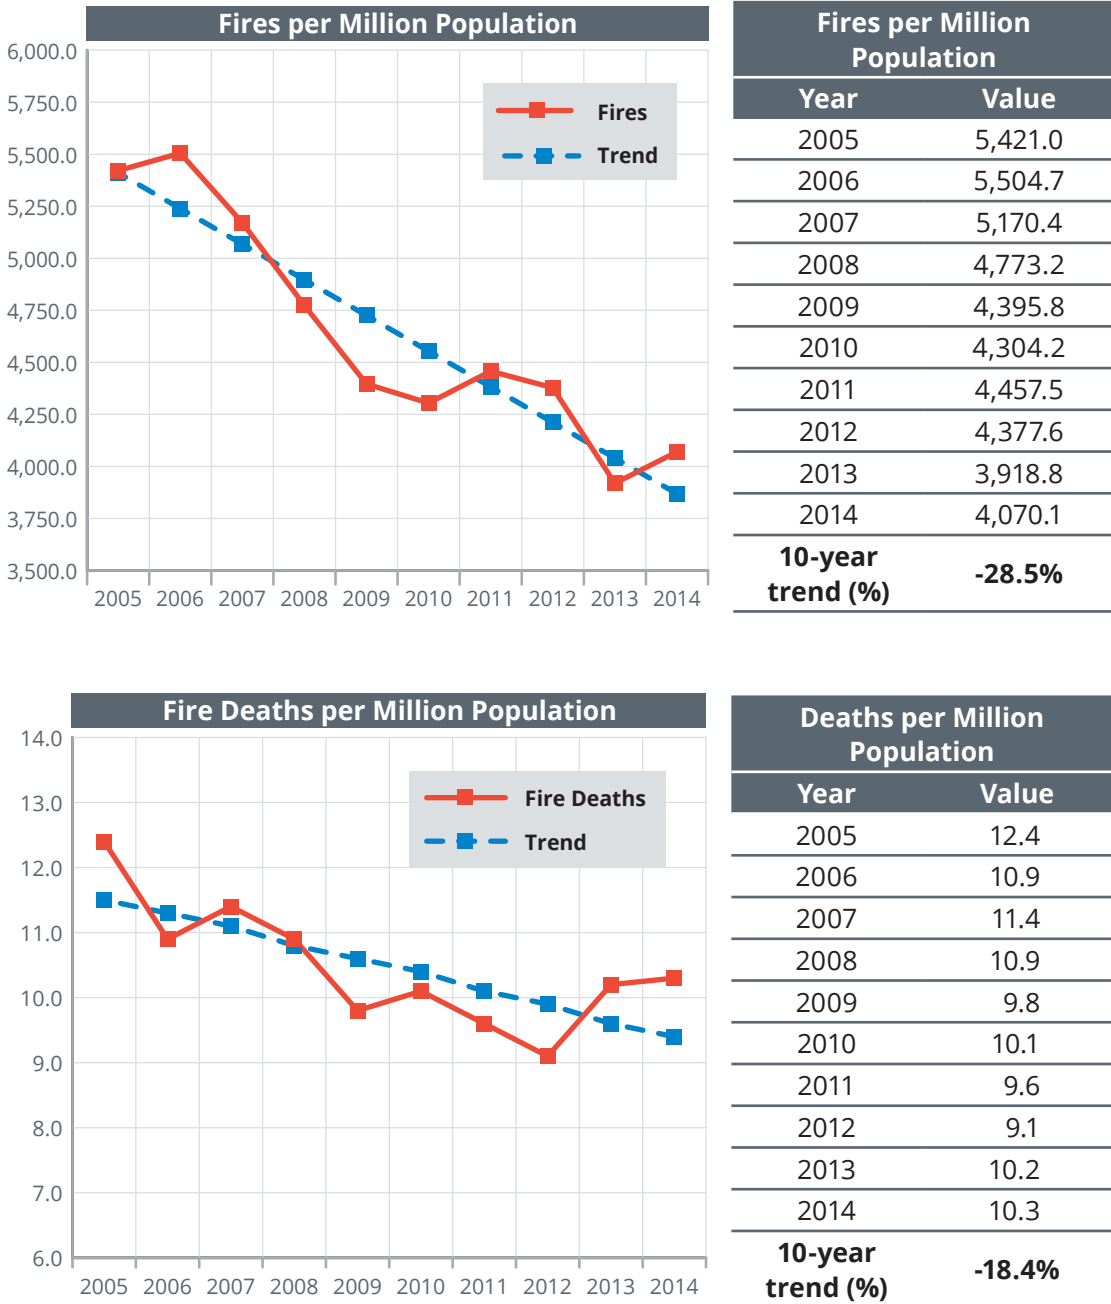 Fires per Million Population
6,000.0
5,750.0
5,500.0
5,250.0
5,000.0
4,750.0
4,500.0
4,250.0
4,000.0
3,750.0
3,500.0
Fires
Trend
2005 2006 2007 2008 2009 2010 2011 2012 2013 2014
Fires per Million
Population
Year Value
2005 5,421.0
2006 5,504.7
2007 5,170.4
2008 4,773.2
2009 4,395.8
2010 4,304.2
2011 4,457.5
2012 4,377.6
2013 3,918.8
2014 4,070.1
10-year
trend (%) -28.5%
Fire Deaths per Million Population
14.0
13.0
12.0
11.0
10.0
9.0
8.0
7.0
6.0
Fire Deaths
Trend
2005 2006 2007 2008 2009 2010 2011 2012 2013 2014
Deaths per Million
Population
Year Value
2005 12.4
2006 10.9
2007 11.4
2008 10.9
2009 9.8
2010 10.1
2011 9.6
2012 9.1
2013 10.2
2014 10.3
10-year
trend (%) -18.4%